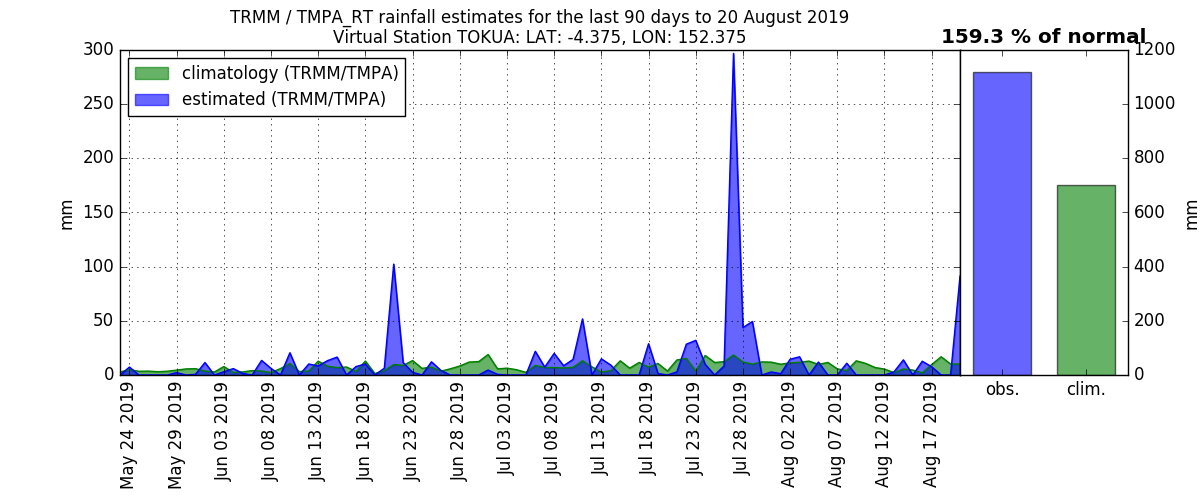 TRMM / TMPA_RT rainfall estimates for the last 90 days to 20 August 2019
Virtual Station TOKUA: LAT: -4.375, LON: 152.375
159.3 % of normal
climatology (TRMM/TMPA)
estimated (TRMM/TMPA)
300
250
200
150
100
50
0
mm
May 24 2019
May 29 2019
Jun 03 2019
Jun 08 2019
Jun 13 2019
Jun 18 2019
Jun 23 2019
Jun 28 2019
Jul 03 2019
Jul 08 2019
Jul 13 2019
Jul 18 2019
Jul 23 2019
Jul 28 2019
Aug 02 2019
Aug 07 2019
Aug 12 2019
Aug 17 2019
1200
1000
800
600
400
200
0
mm
obs.
clim.